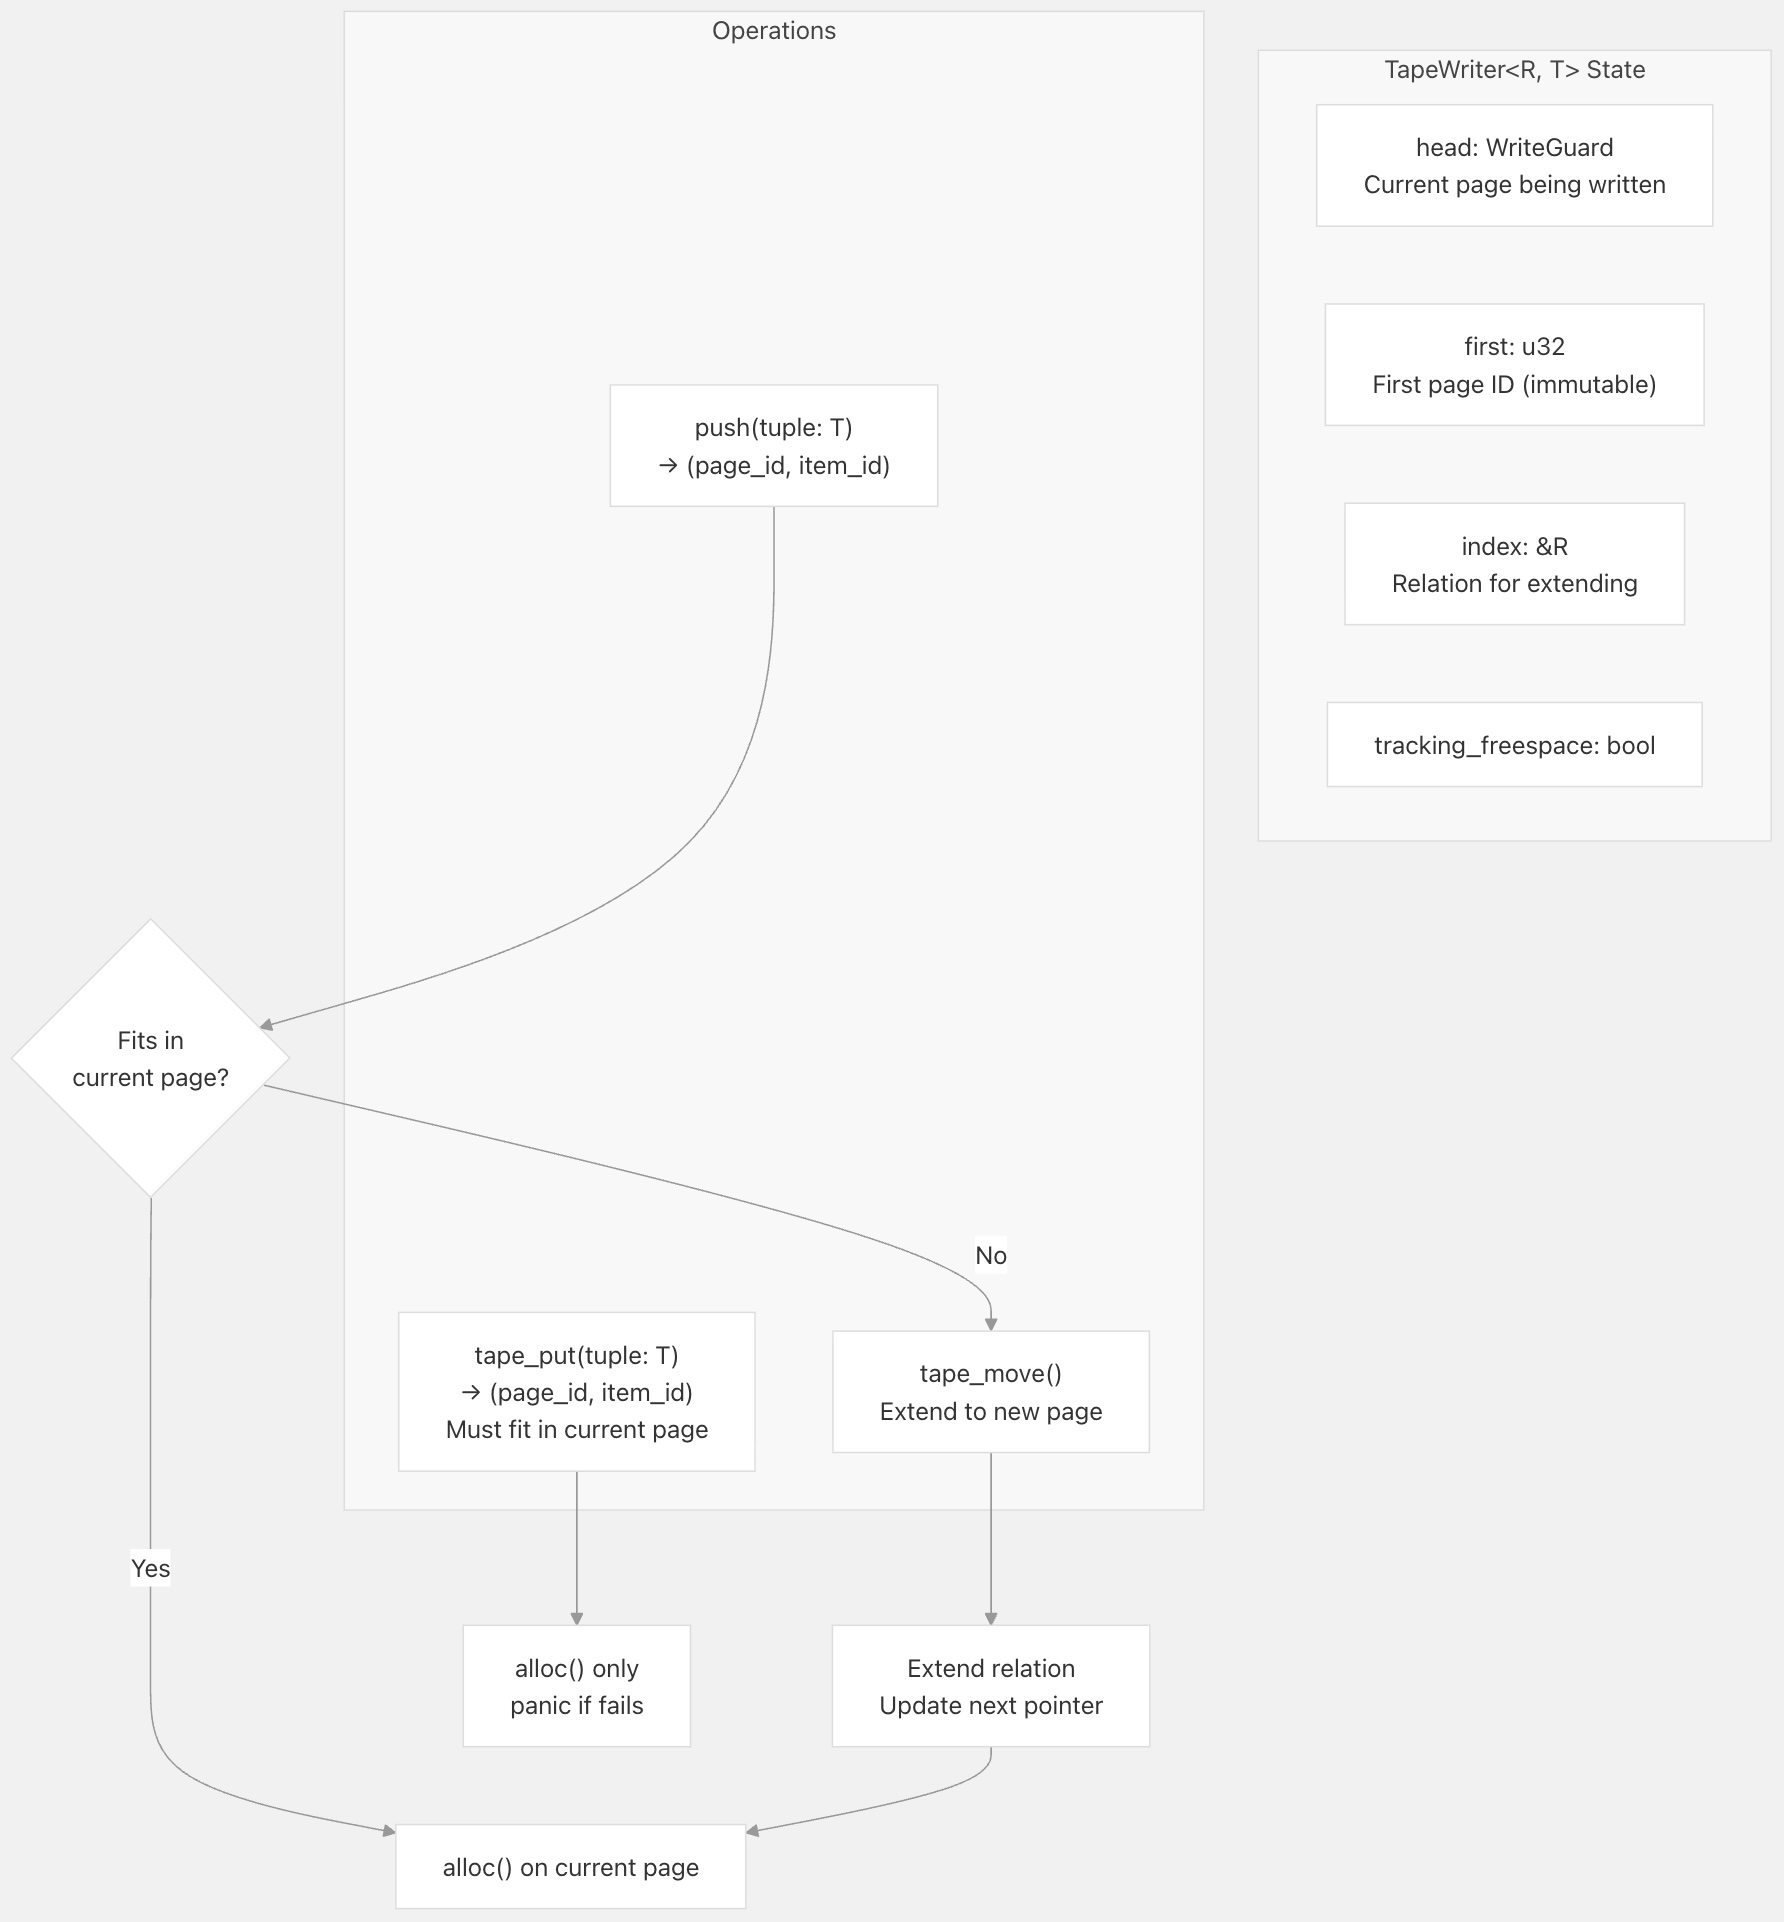 Operations
TapeWriter<R, T> State
head: WriteGuard
Current page being written
first: u32
First page ID (immutable)
index: &R
Relation for extending
tracking_freespace: bool
push(tuple: T)
→ (page_id, item_id)
Fits in
current page?
No
tape_put(tuple: T)
→ (page_id, item_id)
Must fit in current page
tape_move()
Extend to new page
Yes
alloc() only
panic if fails
Extend relation
Update next pointer
alloc() on current page